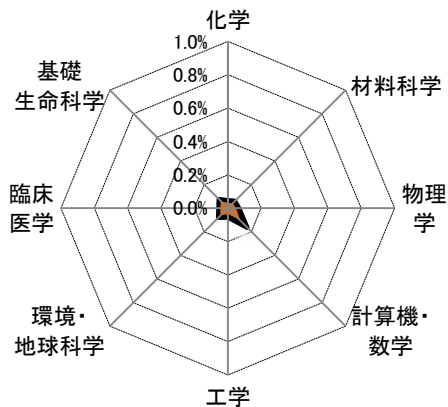 化学
1.0%
0.8%
0.6%
0.4%
0.2%
0.0%
材料科学
物理
学
計算機・
数学
工学
環境・
地球科学
臨床
医学
基礎
生命科学